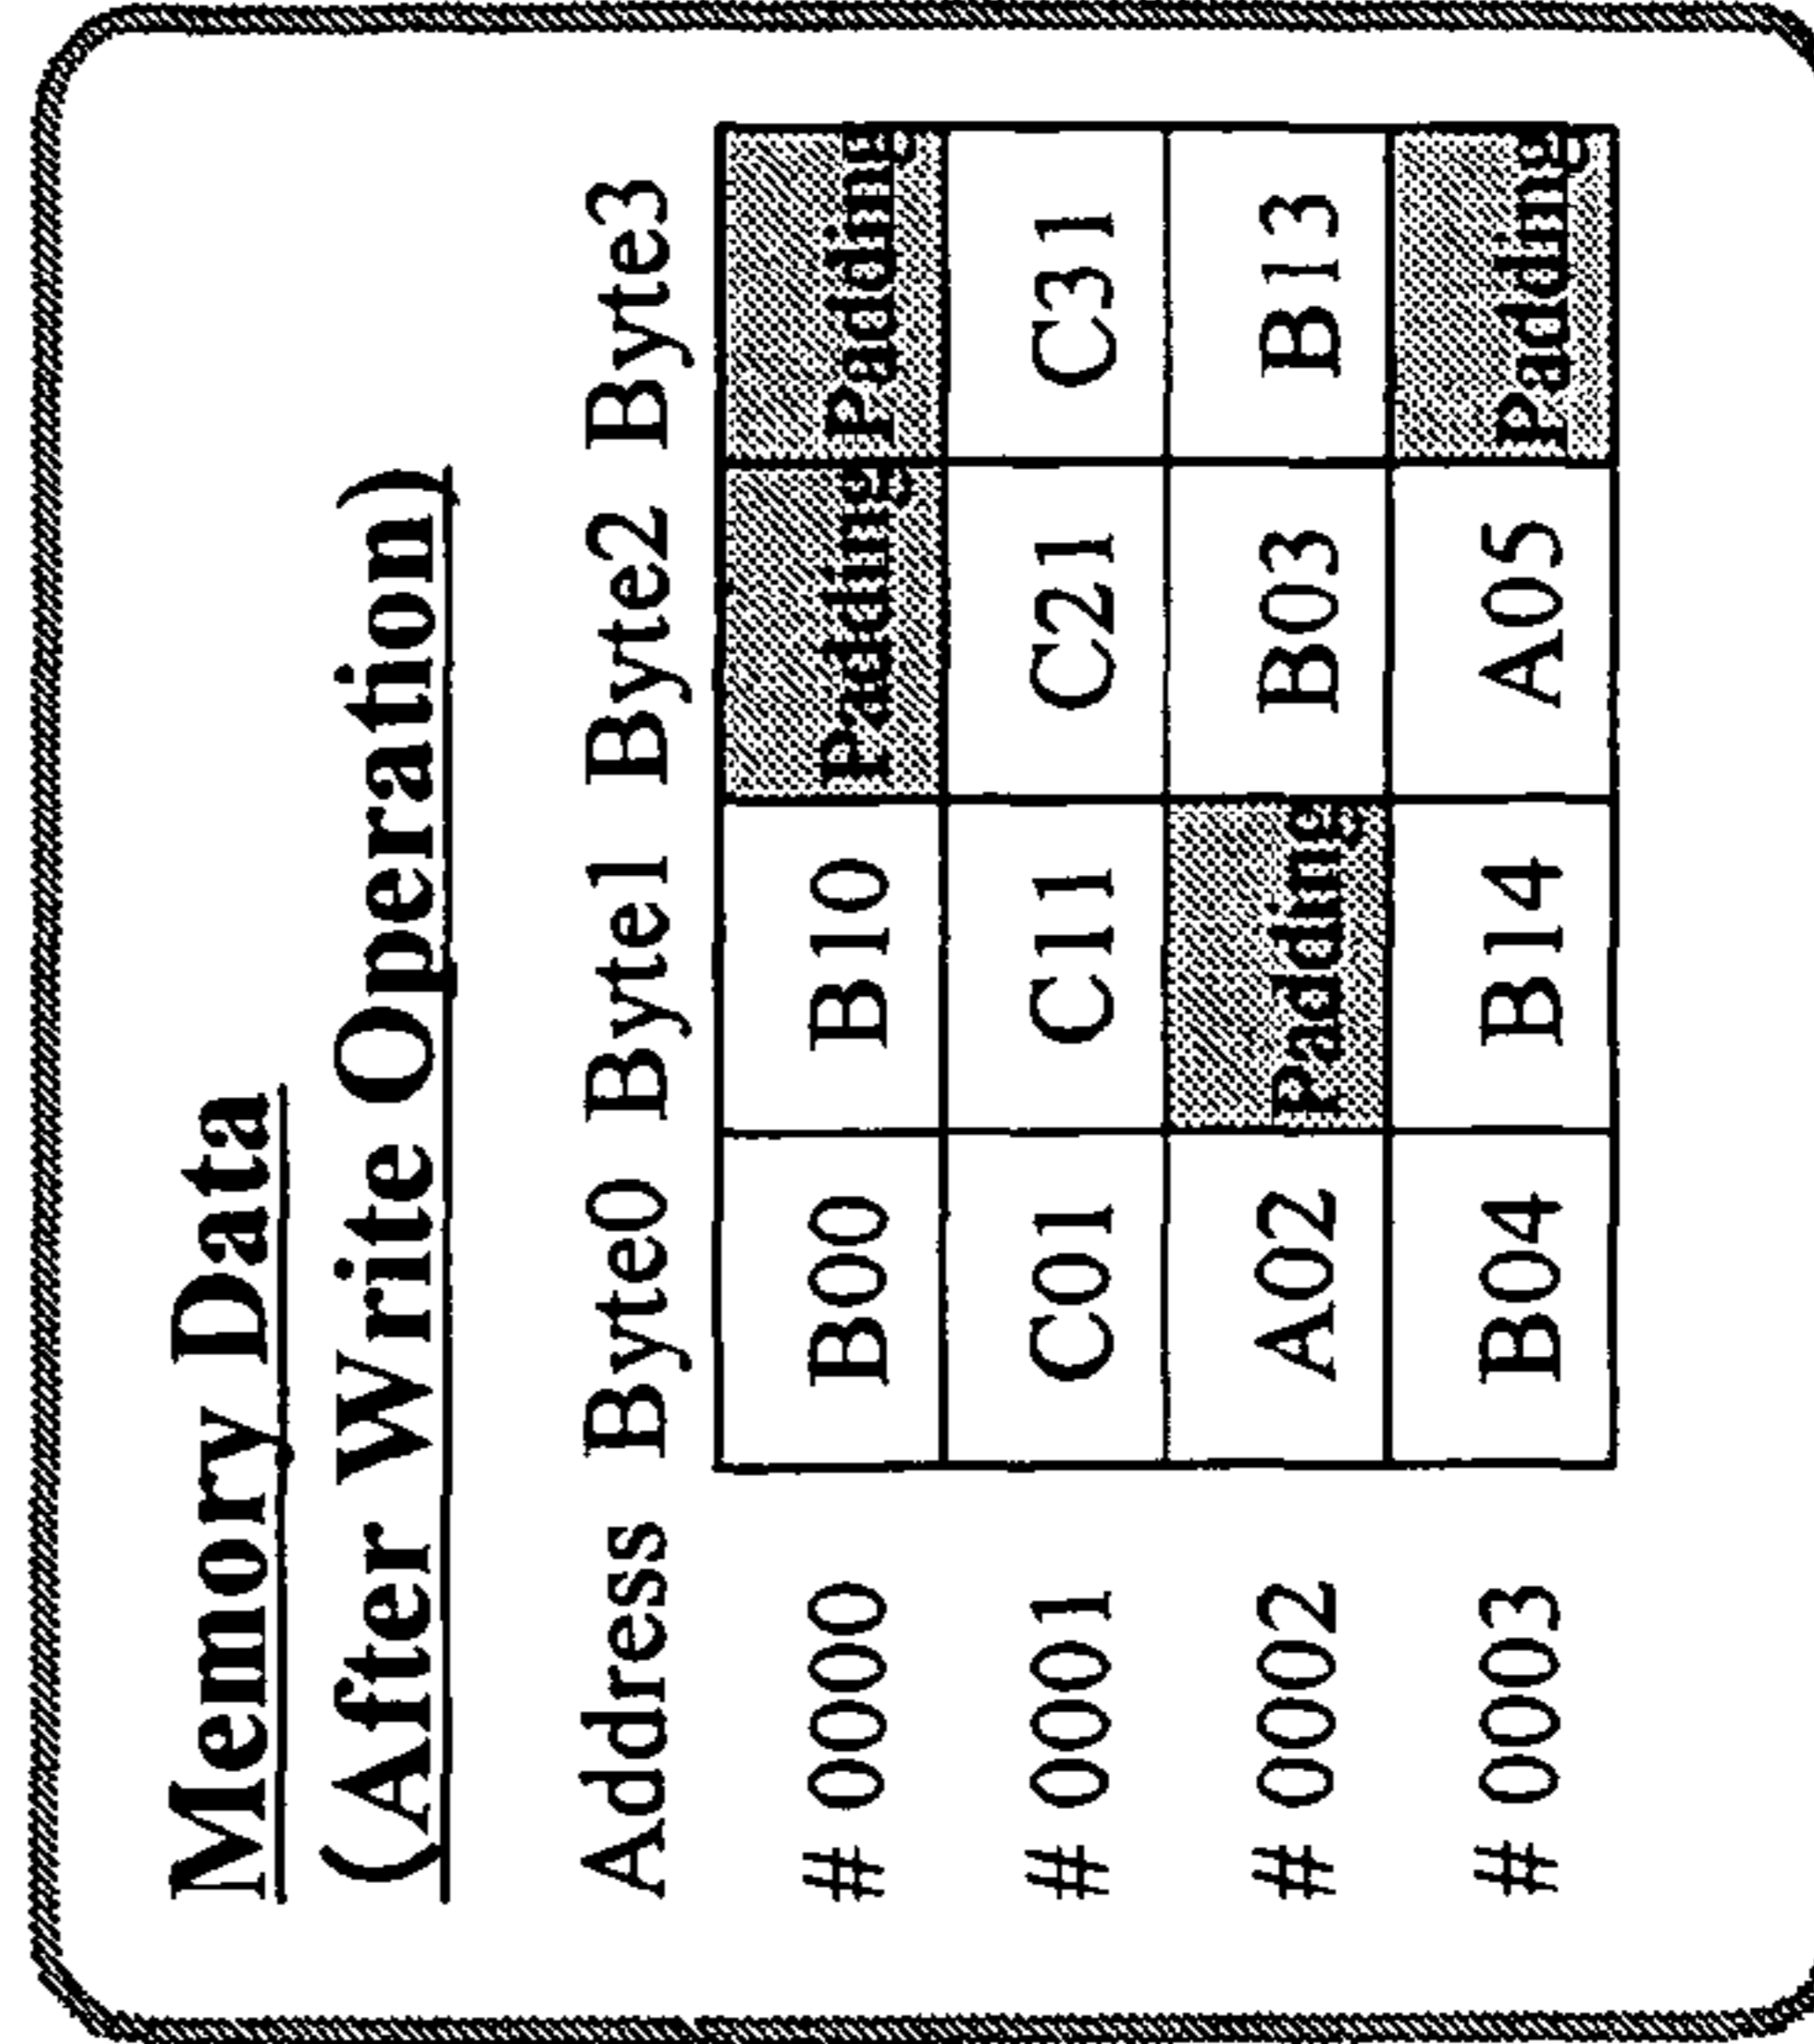 Memory Data
(After Write Operation)
Address Byte0 Byte1 Byte2 Byte3
# 0000 B00 B10 Padding Padding
# 0001 C01 C11 C21 C31
# 0002 A02 Padding B03 B13
# 0003 B04 B14 A05 Padding